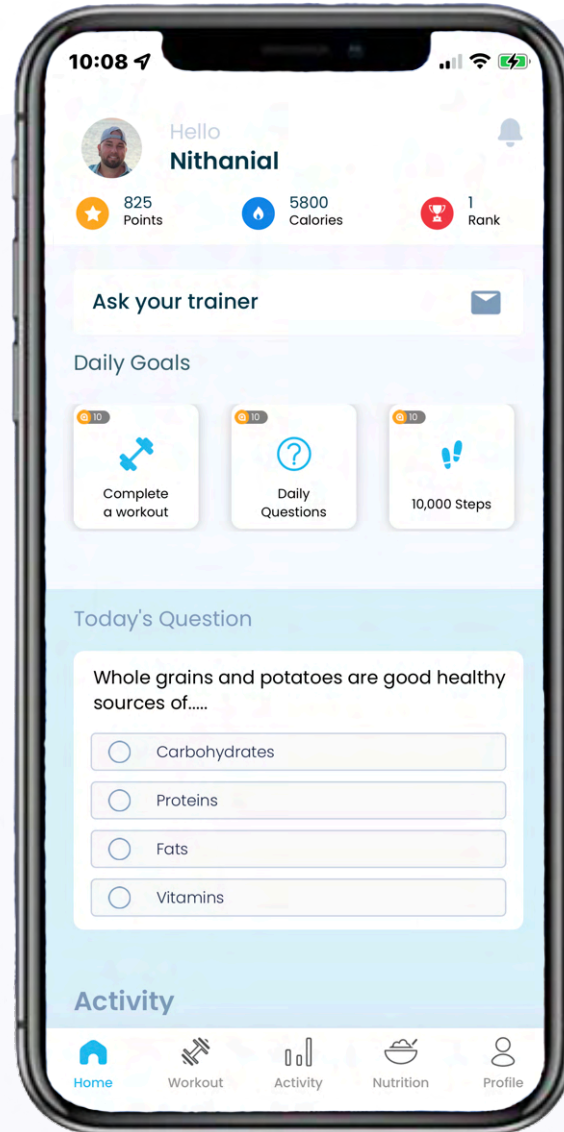 10:08
Hello
Nithanial
825
Points
5800
Calories
1
Rank
Ask your trainer
Daily Goals
10
10
10
Complete
a workout
Daily
Questions
10,000 Steps
Today's Question
Whole grains and potatoes are good healthy
sources of.....
Carbohydrates
Proteins
Fats
Vitamins
Activity
Home
Workout
Activity
Nutrition
Profile